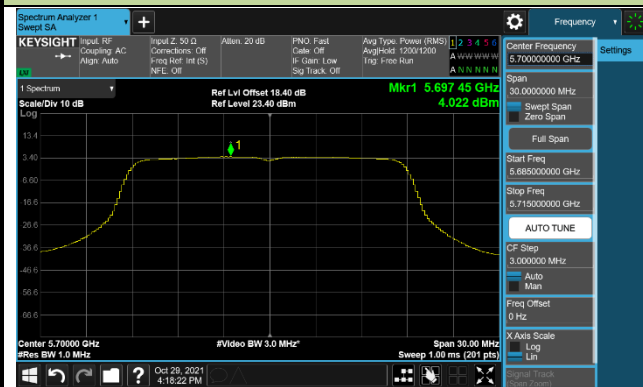 Spectrum Analyzer 1
Swept SA
Frequency
KEYSIGHT
Input: RF
Coupling: AC
Align: Auto
Input Z: 50 Ω
Corrections: Off
Freq Ref: Int (S)
NFE: Off
Atten: 20 dB
PNO: Fast
Gate: Off
IF Gain: Low
Sig Track: Off
Avg Type: Power (RMS)
Avg|Hold: 1200/1200
Trig: Free Run
1 2 3 4 5 6
A W W W W W
A N N N N N
LXI
1 Spectrum
Scale/Div 10 dB
Log
Ref Lvl Offset 18.40 dB
Ref Level 23.40 dBm
Mkr1 5.697 45 GHz
4.022 dBm
1
13.4
3.40
-6.60
-16.6
-26.6
-36.6
-46.6
-56.6
-66.6
Center 5.70000 GHz
#Res BW 1.0 MHz
#Video BW 3.0 MHz*
Span 30.00 MHz
Sweep 1.00 ms (201 pts)
Oct 29, 2021
4:18:22 PM
Center Frequency
5.700000000 GHz
Settings
Span
30.0000000 MHz
Swept Span
Zero Span
Full Span
Start Freq
5.685000000 GHz
Stop Freq
5.715000000 GHz
AUTO TUNE
CF Step
3.000000 MHz
Auto
Man
Freq Offset
0 Hz
X Axis Scale
Log
Lin
Signal Track
(Span Zoom)